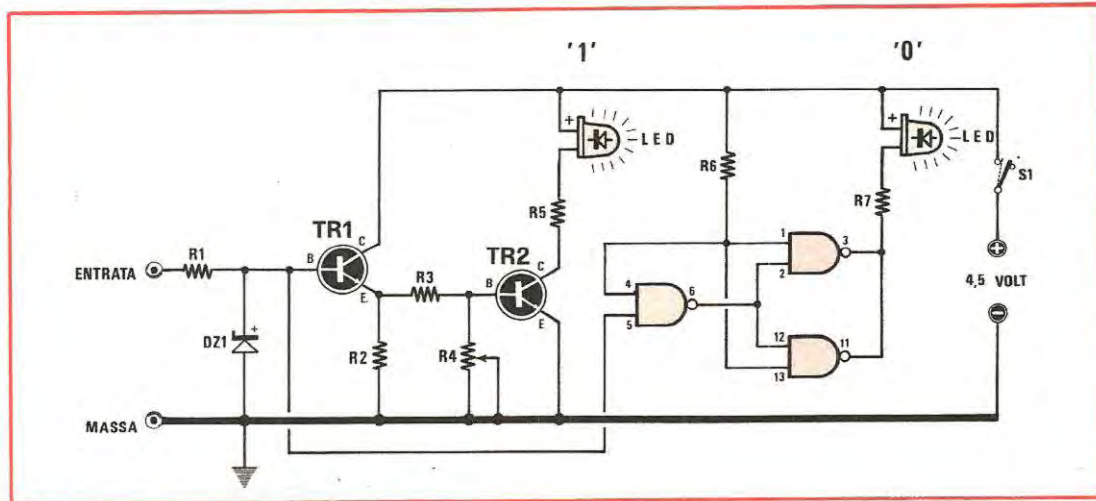 '1'
'0'
LED
LED
R6
S1
R7
TR1
C
R5
1
3
2
R1
B
TR2
ENTRATA
C
R3
B
4
6
5
4,5 VOLT
E.
E
12
11
13
DZ1
+
R2
R4
MASSA
+
+
+
-